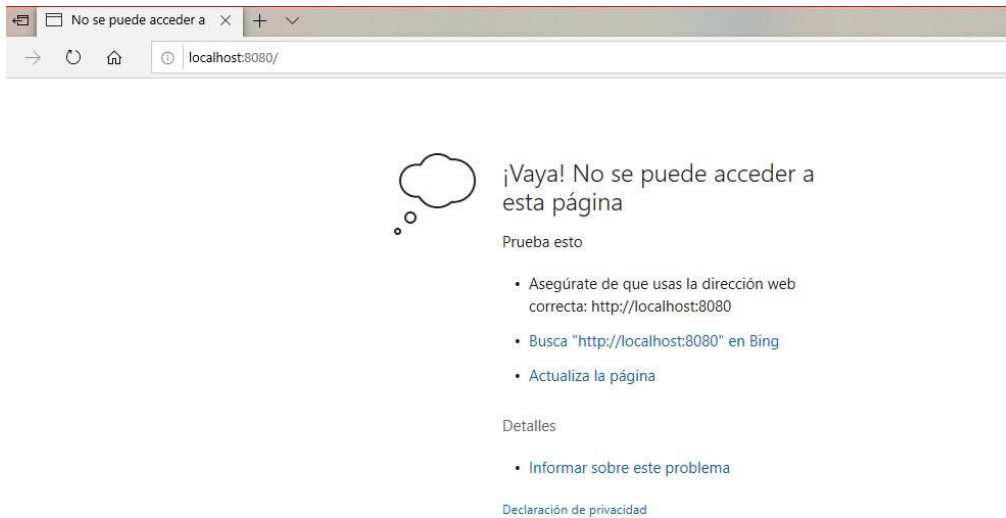 No se puede acceder a
localhost:8080/
¡Vaya! No se puede acceder a
esta página
Prueba esto
• Asegúrate de que usas la dirección web
correcta: http://localhost:8080
• Busca "http://localhost:8080" en Bing
• Actualiza la página
Detalles
• Informar sobre este problema
Declaración de privacidad